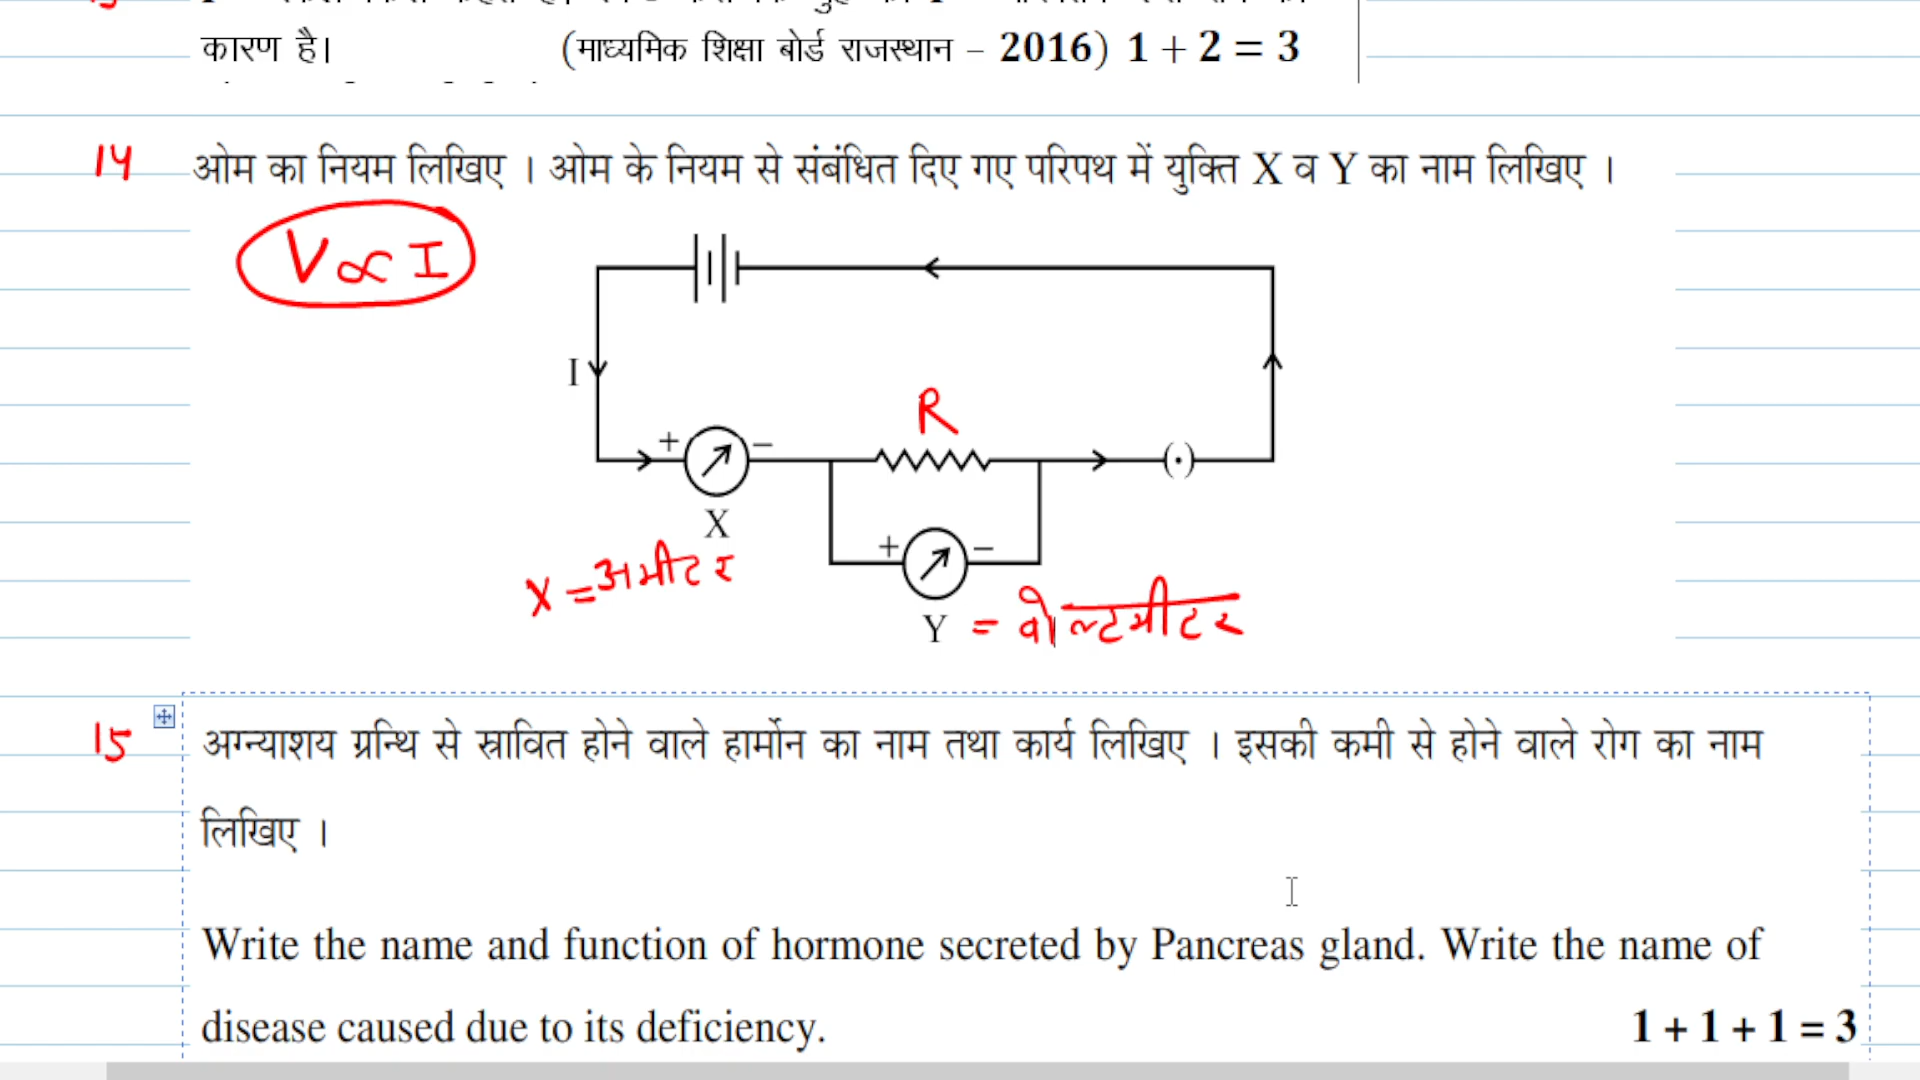 कारण है।
(माध्यमिक शिक्षा बोर्ड राजस्थान – 2016) 1 + 2 = 3
14 ओम का नियम लिखिए । ओम के नियम से संबंधित दिए गए परिपथ में युक्ति X व Y का नाम लिखिए ।
V ∝ I
I
R
+ −
X
+ −
X = अमीटर
Y = वोल्टमीटर
15 अग्न्याशय ग्रन्थि से स्रावित होने वाले हार्मोन का नाम तथा कार्य लिखिए । इसकी कमी से होने वाले रोग का नाम
लिखिए ।
Write the name and function of hormone secreted by Pancreas gland. Write the name of
disease caused due to its deficiency. 1 + 1 + 1 = 3